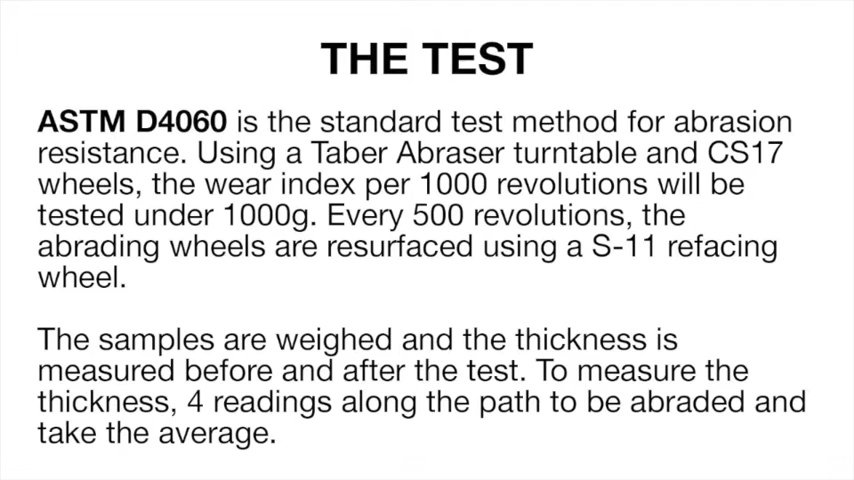 THE TEST
ASTM D4060 is the standard test method for abrasion
resistance. Using a Taber Abraser turntable and CS17
wheels, the wear index per 1000 revolutions will be
tested under 1000g. Every 500 revolutions, the
abrading wheels are resurfaced using a S-11 refacing
wheel.
The samples are weighed and the thickness is
measured before and after the test. To measure the
thickness, 4 readings along the path to be abraded and
take the average.